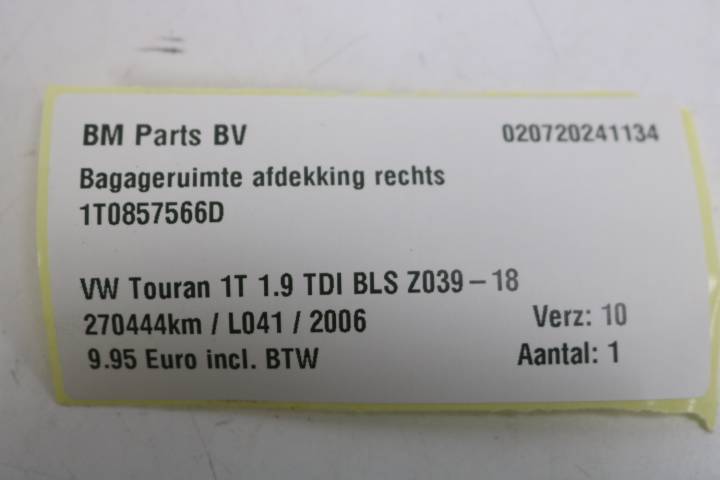 BM Parts BV 020720241134
Bagageruimte afdekking rechts
1T0857566D
VW Touran 1T 1.9 TDI BLS Z039-18
270444km / L041 / 2006 Verz: 10
9.95 Euro incl. BTW Aantal: 1